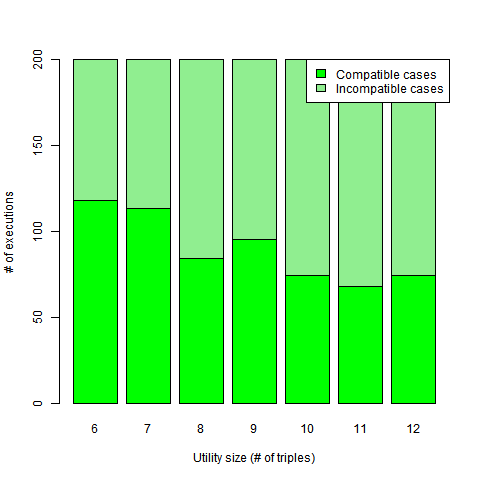 200
150
100
50
0
# of executions
Compatible cases
Incompatible cases
6 7 8 9 10 11 12
Utility size (# of triples)